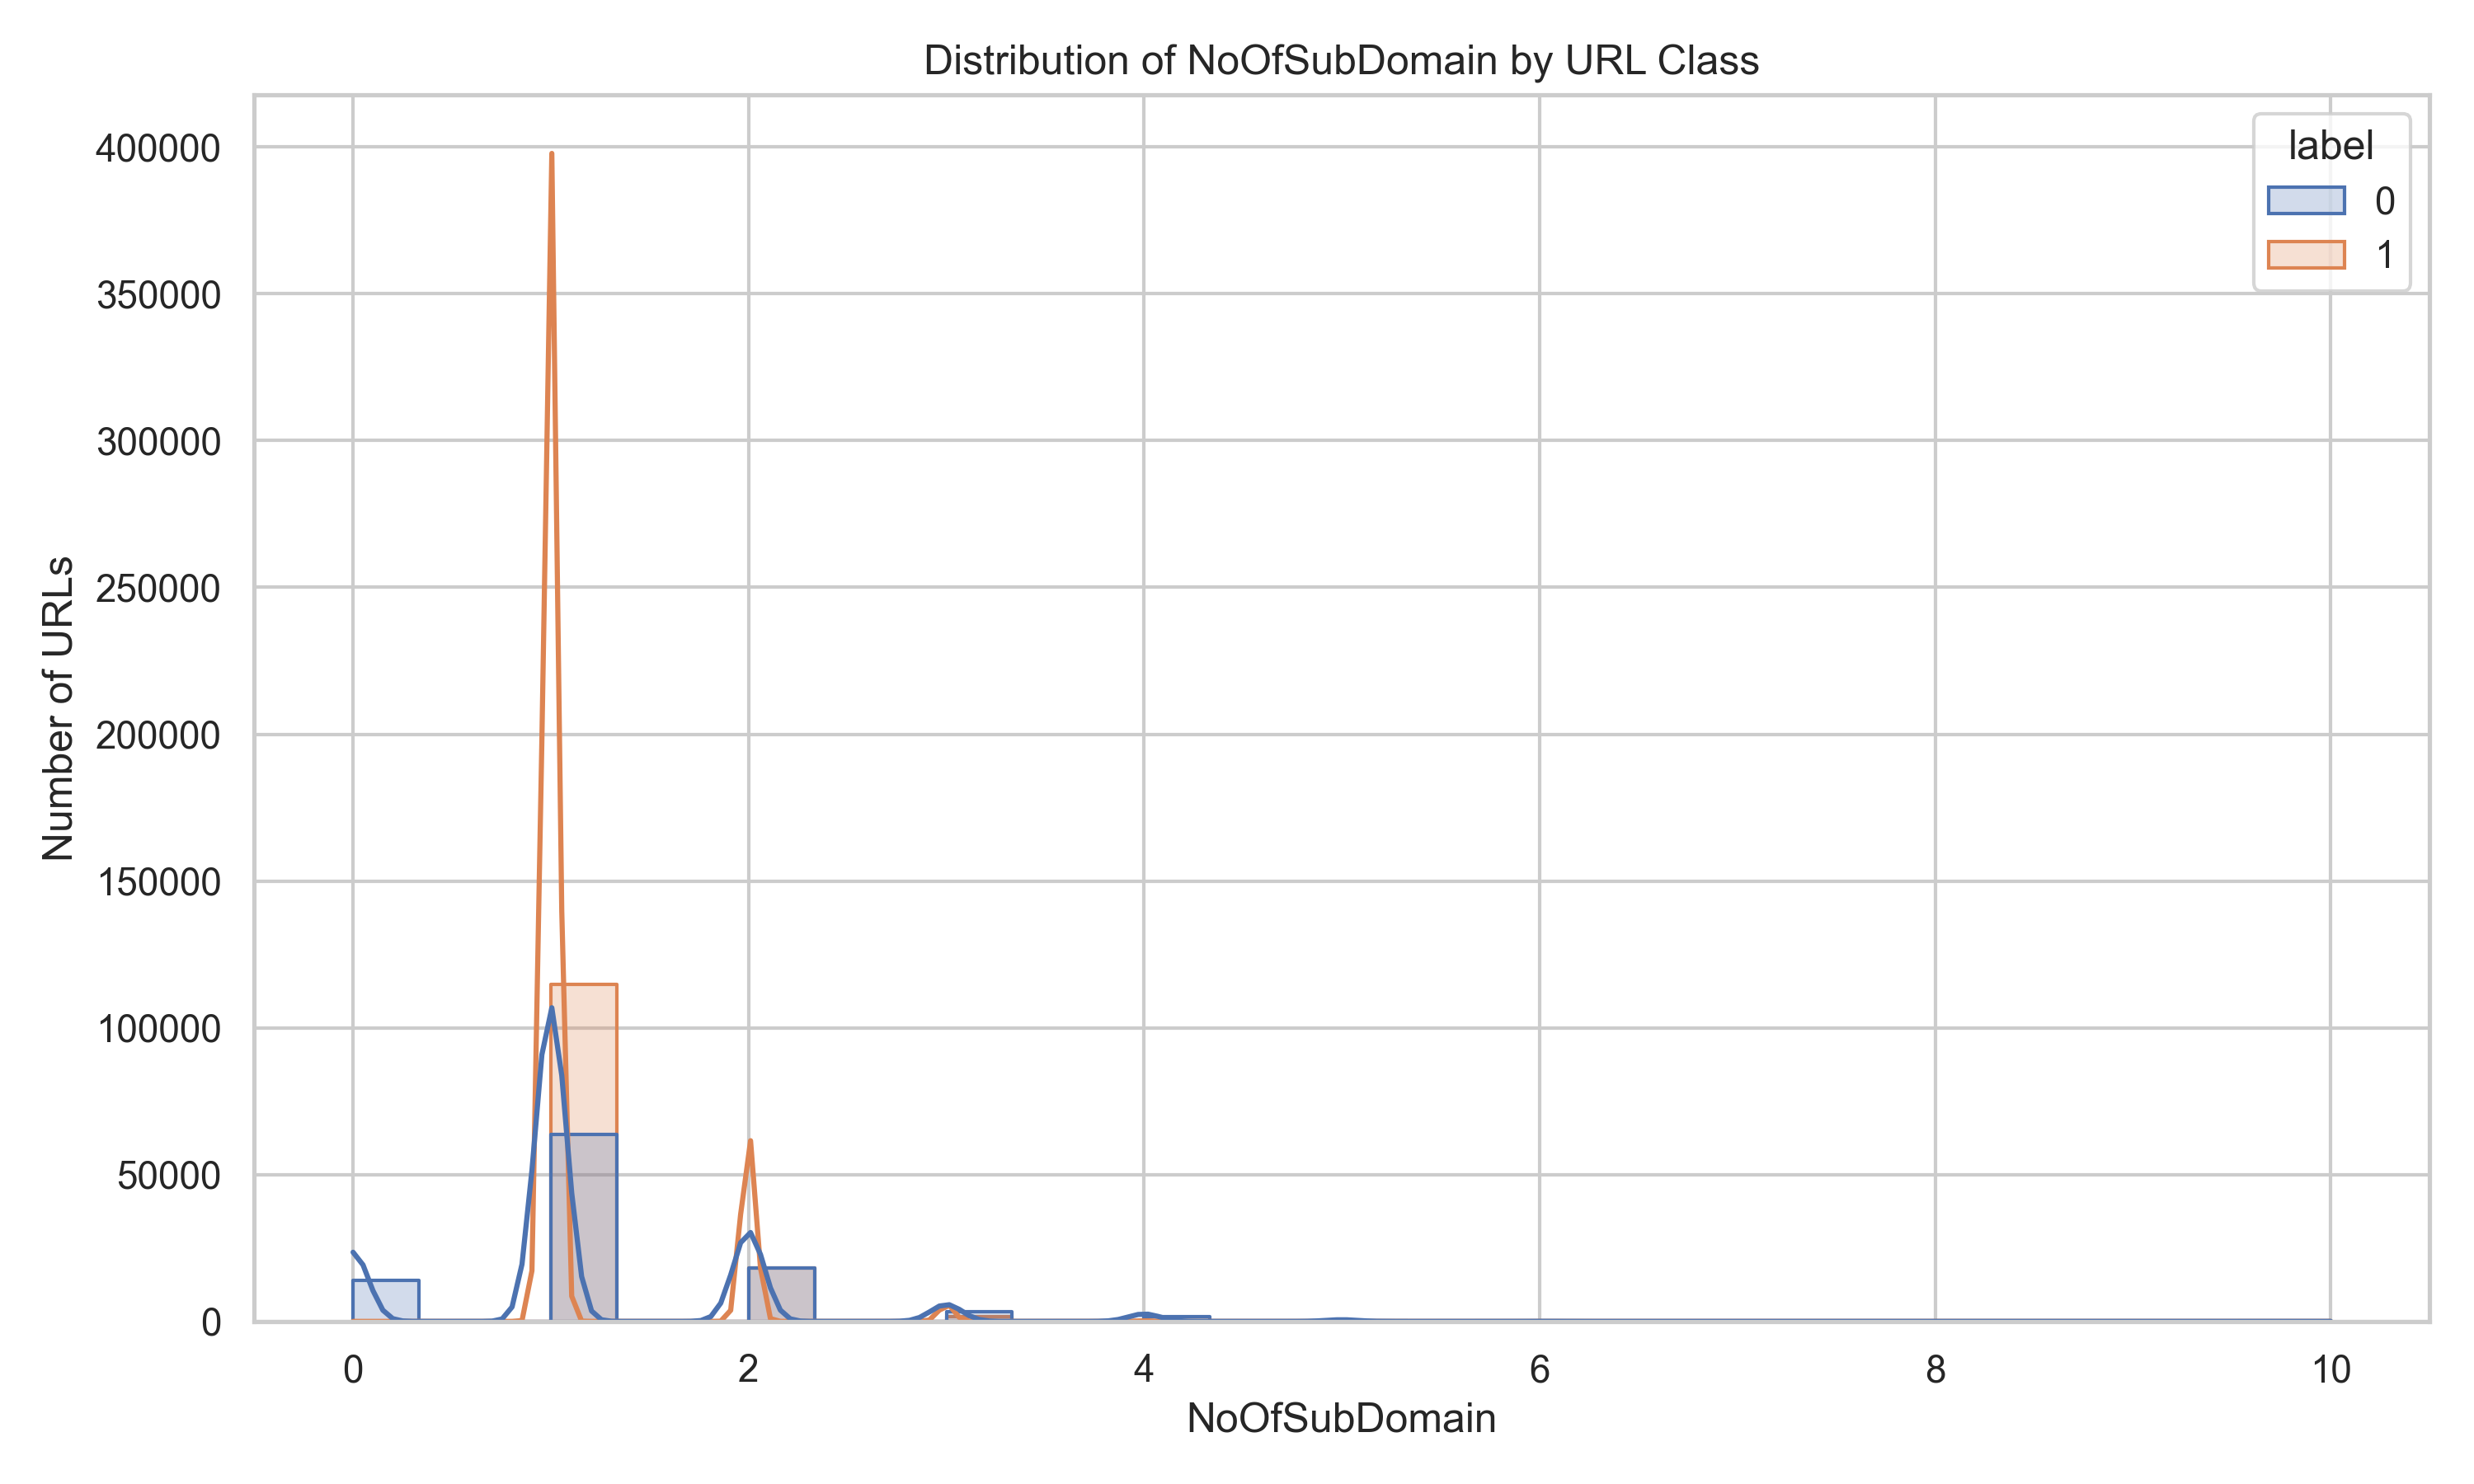 Distribution of NoOfSubDomain by URL Class
label
0
1
Number of URLs
400000
350000
300000
250000
200000
150000
100000
50000
0
0 2 4 6 8 10
NoOfSubDomain